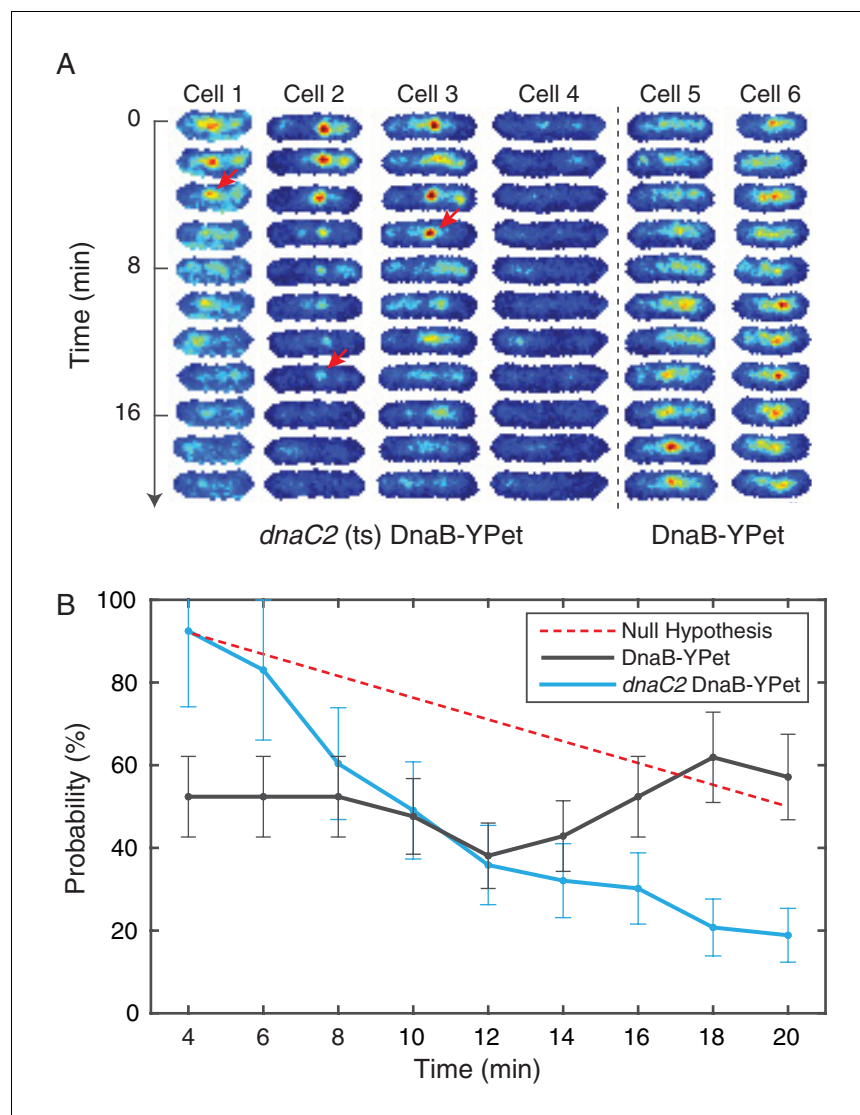 A
Cell 1 Cell 2 Cell 3 Cell 4 Cell 5 Cell 6
0
8
16
Time (min)
dnaC2 (ts) DnaB-YPet DnaB-YPet
B
100
80
60
40
20
0
Probability (%)
Null Hypothesis
DnaB-YPet
dnaC2 DnaB-YPet
4 6 8 10 12 14 16 18 20
Time (min)